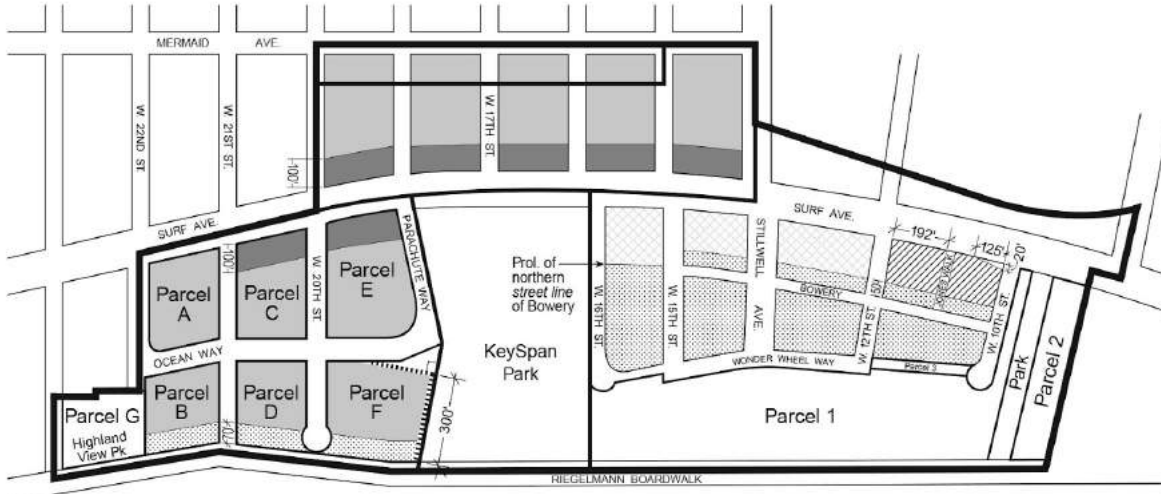 MERMAID AVE.
W. 22ND ST.
W. 21ST ST.
W. 17TH ST.
100'
SURF AVE.
SURF AVE.
PARACHUTE WAY
STILLWELL AVE.
192'
125'
20'
100'
W. 20TH ST.
Parcel
A
Parcel
C
Parcel
E
Prol. of
northern
street line
of Bowery
W. 16TH ST.
W. 15TH ST.
50'
BOWERY
W. 12TH ST.
W. 10TH ST.
OCEAN WAY
KeySpan
Park
WONDER WHEEL WAY
Parcel 3
Park
Parcel 2
Parcel G
Highland
View Pk
Parcel
B
Parcel
D
Parcel
F
70'
300'
Parcel 1
RIEGELMANN BOARDWALK